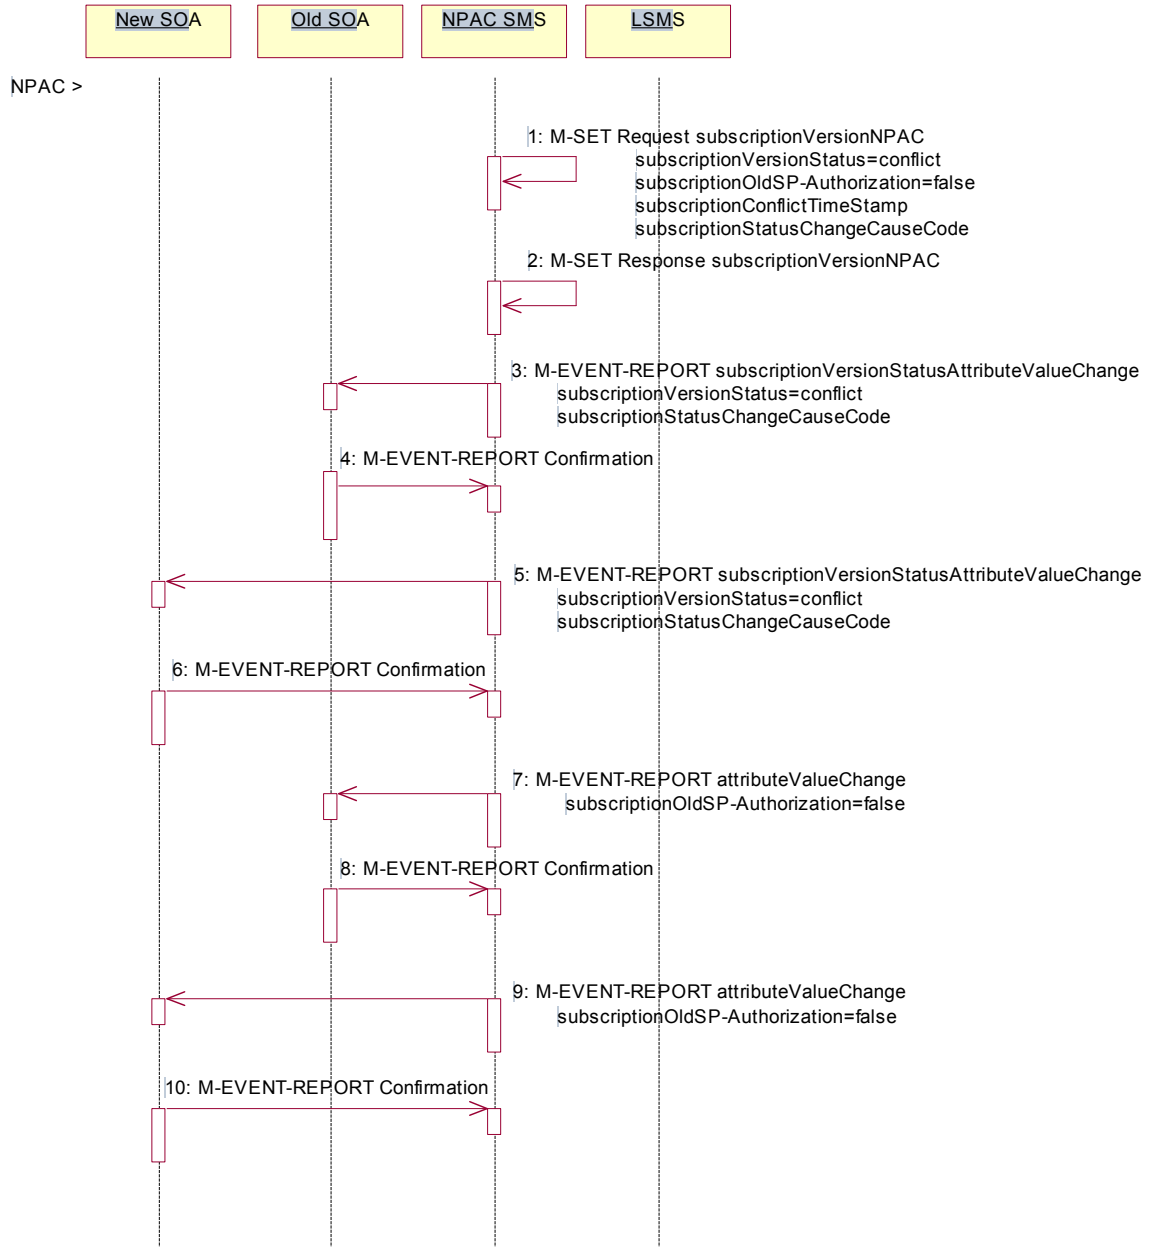 New SOA
Old SOA
NPAC SMS
LSMS
NPAC >
1: M-SET Request subscriptionVersionNPAC
subscriptionVersionStatus=conflict
subscriptionOldSP-Authorization=false
subscriptionConflictTimeStamp
subscriptionStatusChangeCauseCode
2: M-SET Response subscriptionVersionNPAC
3: M-EVENT-REPORT subscriptionVersionStatusAttributeValueChange
subscriptionVersionStatus=conflict
subscriptionStatusChangeCauseCode
4: M-EVENT-REPORT Confirmation
5: M-EVENT-REPORT subscriptionVersionStatusAttributeValueChange
subscriptionVersionStatus=conflict
subscriptionStatusChangeCauseCode
6: M-EVENT-REPORT Confirmation
7: M-EVENT-REPORT attributeValueChange
subscriptionOldSP-Authorization=false
8: M-EVENT-REPORT Confirmation
9: M-EVENT-REPORT attributeValueChange
subscriptionOldSP-Authorization=false
10: M-EVENT-REPORT Confirmation